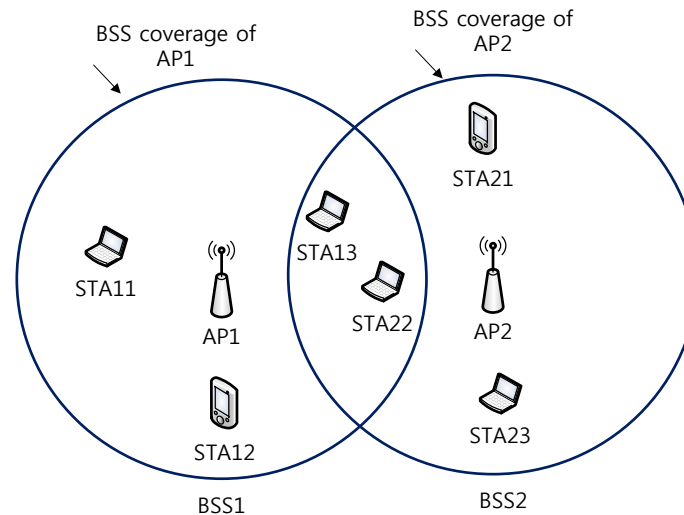 BSS coverage of
AP1
BSS coverage of
AP2
STA21
STA13
STA11
STA22
AP1
AP2
STA12
STA23
BSS1
BSS2